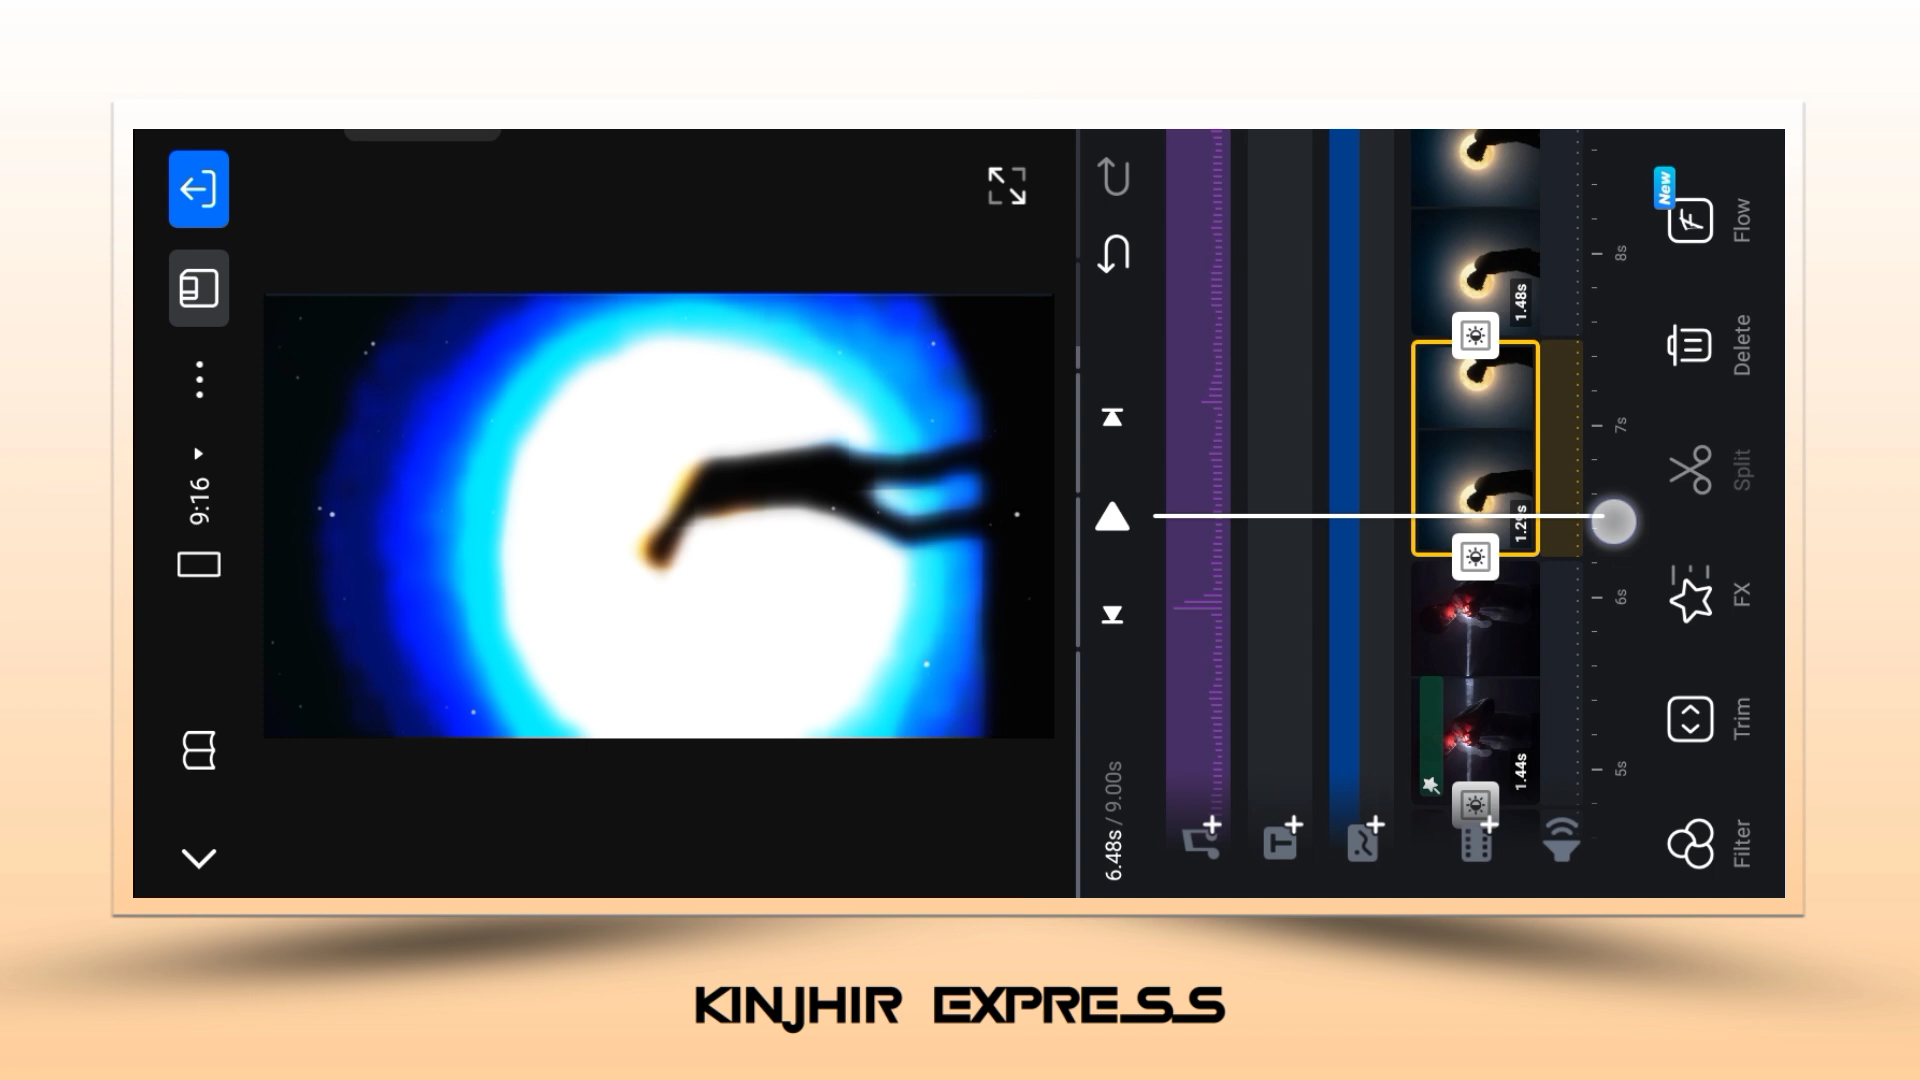 9:16
6.48s / 9.00s
1.48s
1.29s
1.44s
8s
7s
6s
5s
New
Flow
Delete
Split
FX
Trim
Filter
KINJHIR EXPRESS